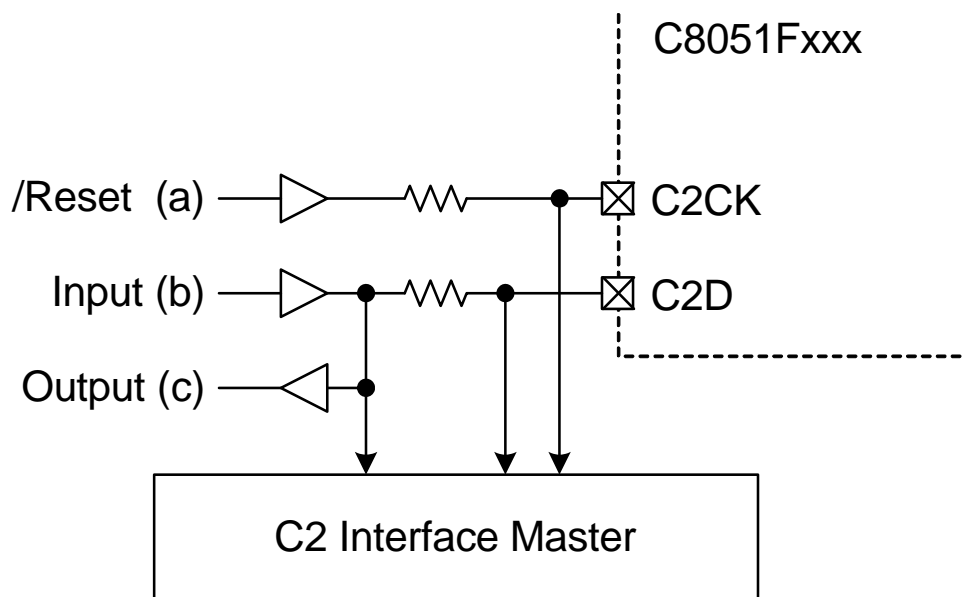 C8051Fxxx
/Reset (a)
C2CK
Input (b)
C2D
Output (c)
C2 Interface Master